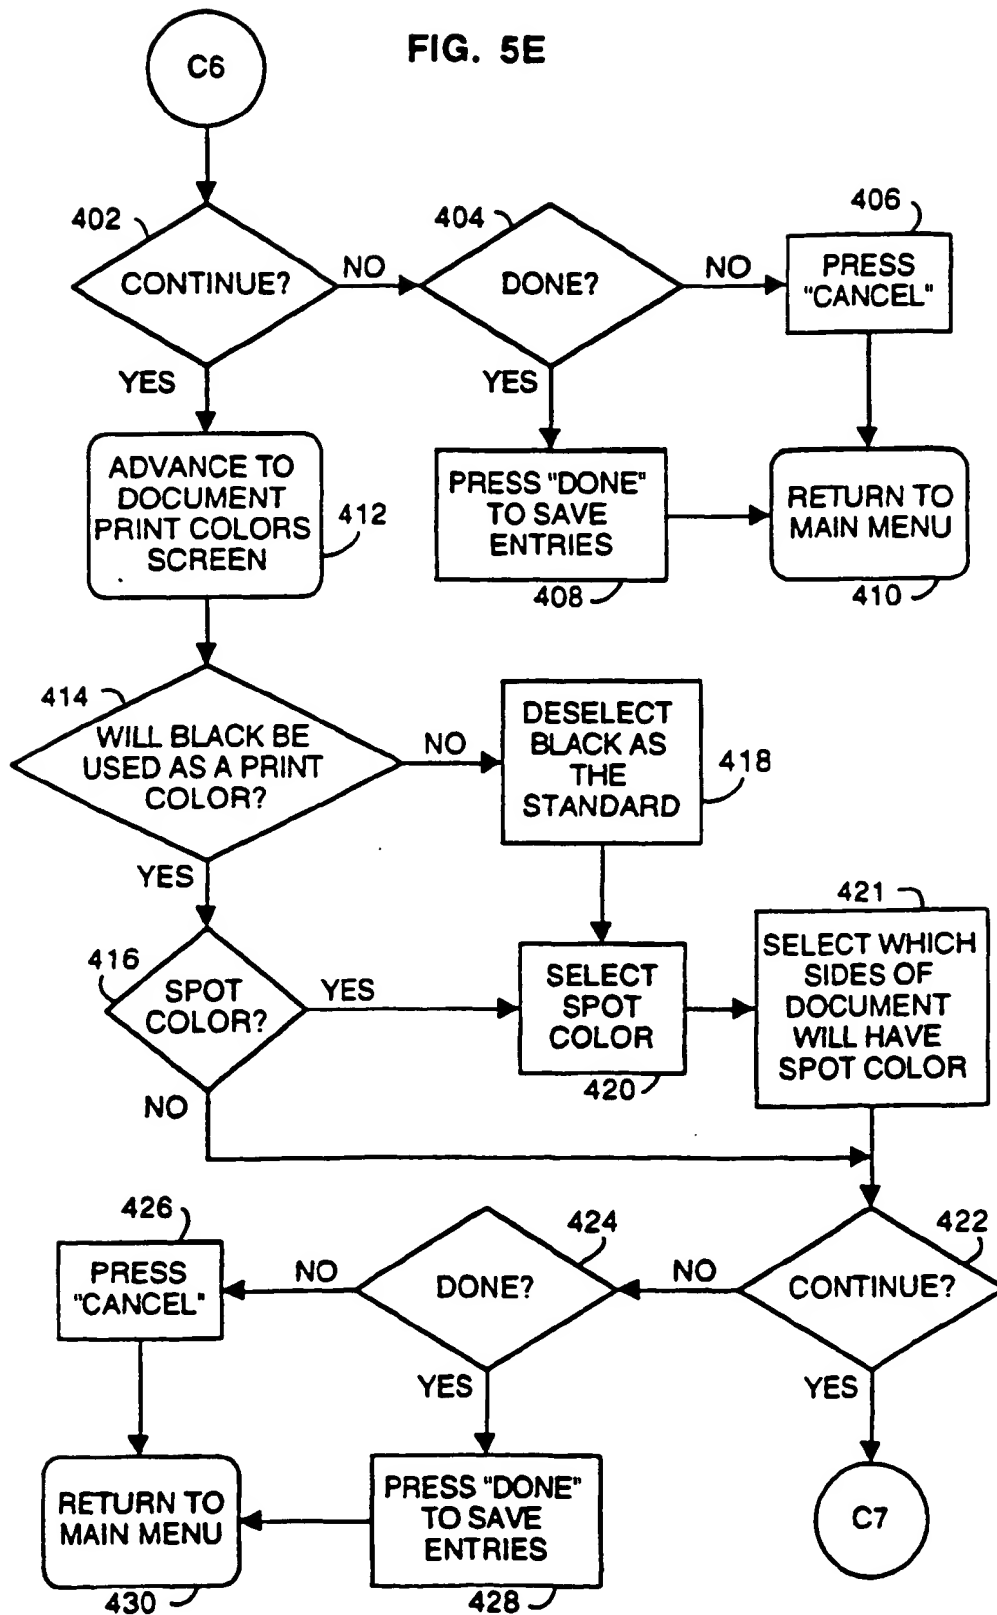 FIG. 5E
C6
402
CONTINUE?
NO
404
DONE?
NO
406
PRESS
"CANCEL"
YES
YES
ADVANCE TO
DOCUMENT
PRINT COLORS
SCREEN
412
PRESS "DONE"
TO SAVE
ENTRIES
408
RETURN TO
MAIN MENU
410
414
WILL BLACK BE
USED AS A PRINT
COLOR?
NO
DESELECT
BLACK AS
THE
STANDARD
418
YES
416
SPOT
COLOR?
YES
SELECT
SPOT
COLOR
420
421
SELECT WHICH
SIDES OF
DOCUMENT
WILL HAVE
SPOT COLOR
NO
426
PRESS
"CANCEL"
NO
424
DONE?
NO
422
CONTINUE?
YES
YES
RETURN TO
MAIN MENU
430
PRESS "DONE"
TO SAVE
ENTRIES
428
C7